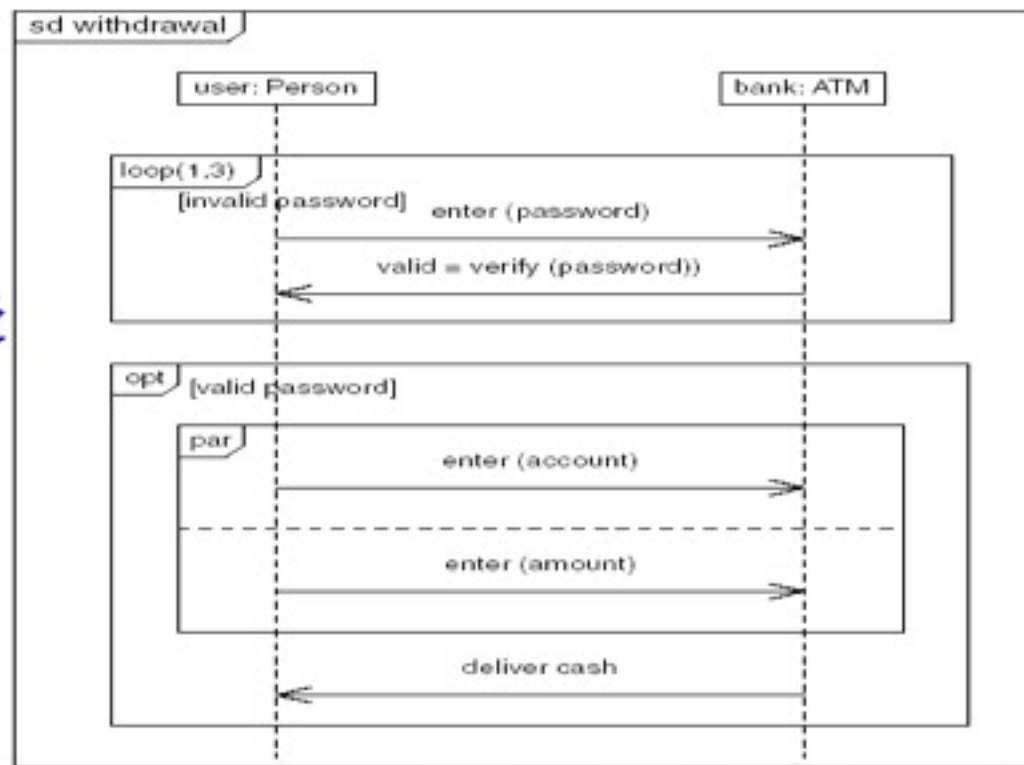 sd withdrawal
user: Person
bank: ATM
loop(1,3)
[invalid password]
enter (password)
valid = verify (password))
opt
[valid password]
par
enter (account)
enter (amount)
deliver cash